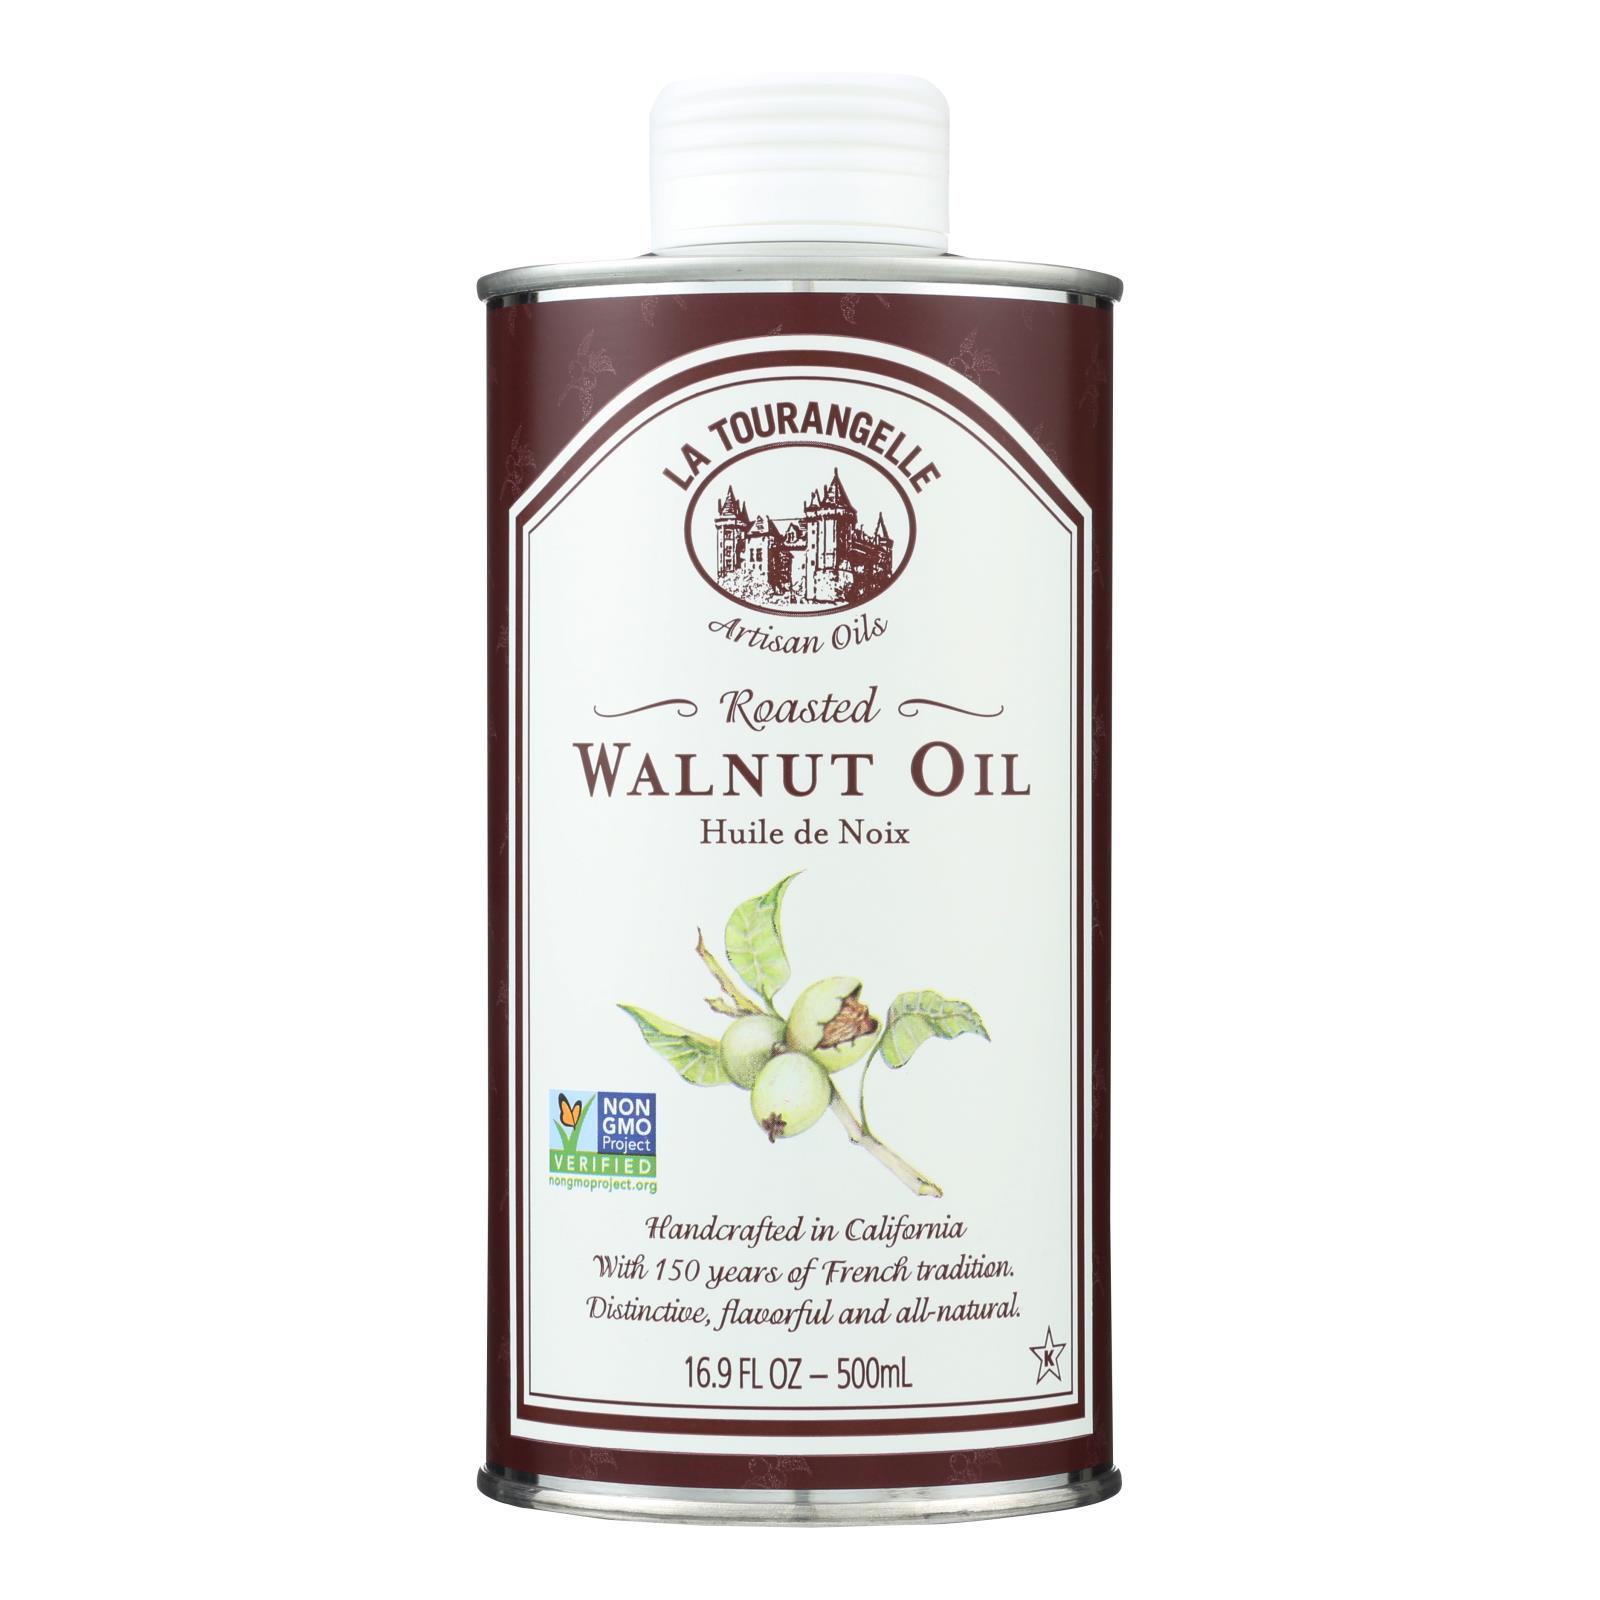 LA TOURANGELLE
Artisan Oils
Roasted
WALNUT OIL
Huile de Noix
NON
GMO
Project
VERIFIED
nongmoproject.org
Handcrafted in California
With 150 years of French tradition.
Distinctive, flavorful and all-natural.
16.9 FL OZ – 500mL
K